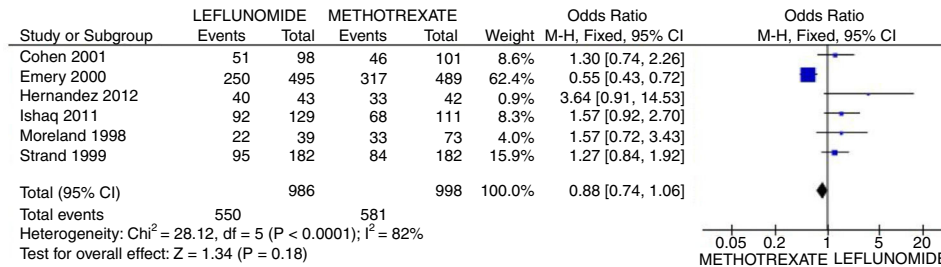 LEFLUNOMIDE METHOTREXATE Odds Ratio Odds Ratio
Study or Subgroup Events Total Events Total Weight M-H, Fixed, 95% CI M-H, Fixed, 95% CI
Cohen 2001 51 98 46 101 8.6% 1.30 [0.74, 2.26]
Emery 2000 250 495 317 489 62.4% 0.55 [0.43, 0.72]
Hernandez 2012 40 43 33 42 0.9% 3.64 [0.91, 14.53]
Ishaq 2011 92 129 68 111 8.3% 1.57 [0.92, 2.70]
Moreland 1998 22 39 33 73 4.0% 1.57 [0.72, 3.43]
Strand 1999 95 182 84 182 15.9% 1.27 [0.84, 1.92]
Total (95% CI) 986 998 100.0% 0.88 [0.74, 1.06]
Total events 550 581
Heterogeneity: Chi² = 28.12, df = 5 (P < 0.0001); I² = 82%
Test for overall effect: Z = 1.34 (P = 0.18)
0.05 0.2 1 5 20
METHOTREXATE LEFLUNOMIDE